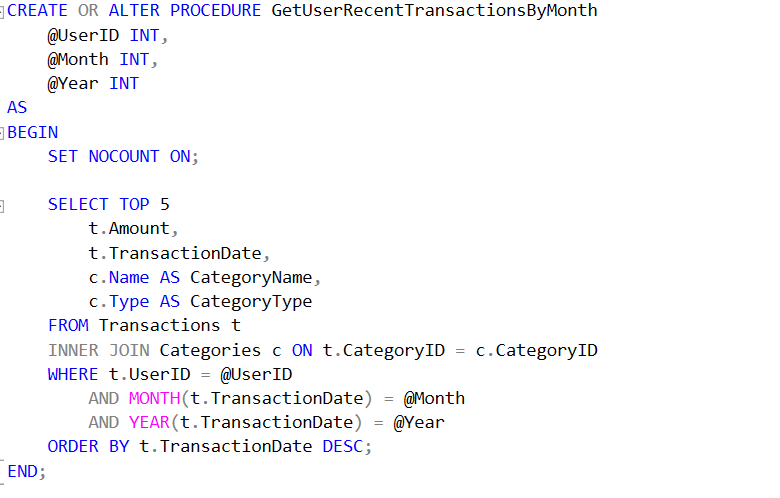 CREATE OR ALTER PROCEDURE GetUserRecentTransactionsByMonth
    @UserID INT,
    @Month INT,
    @Year INT
AS
BEGIN
    SET NOCOUNT ON;

    SELECT TOP 5
        t.Amount,
        t.TransactionDate,
        c.Name AS CategoryName,
        c.Type AS CategoryType
    FROM Transactions t
    INNER JOIN Categories c ON t.CategoryID = c.CategoryID
    WHERE t.UserID = @UserID
        AND MONTH(t.TransactionDate) = @Month
        AND YEAR(t.TransactionDate) = @Year
    ORDER BY t.TransactionDate DESC;
END;